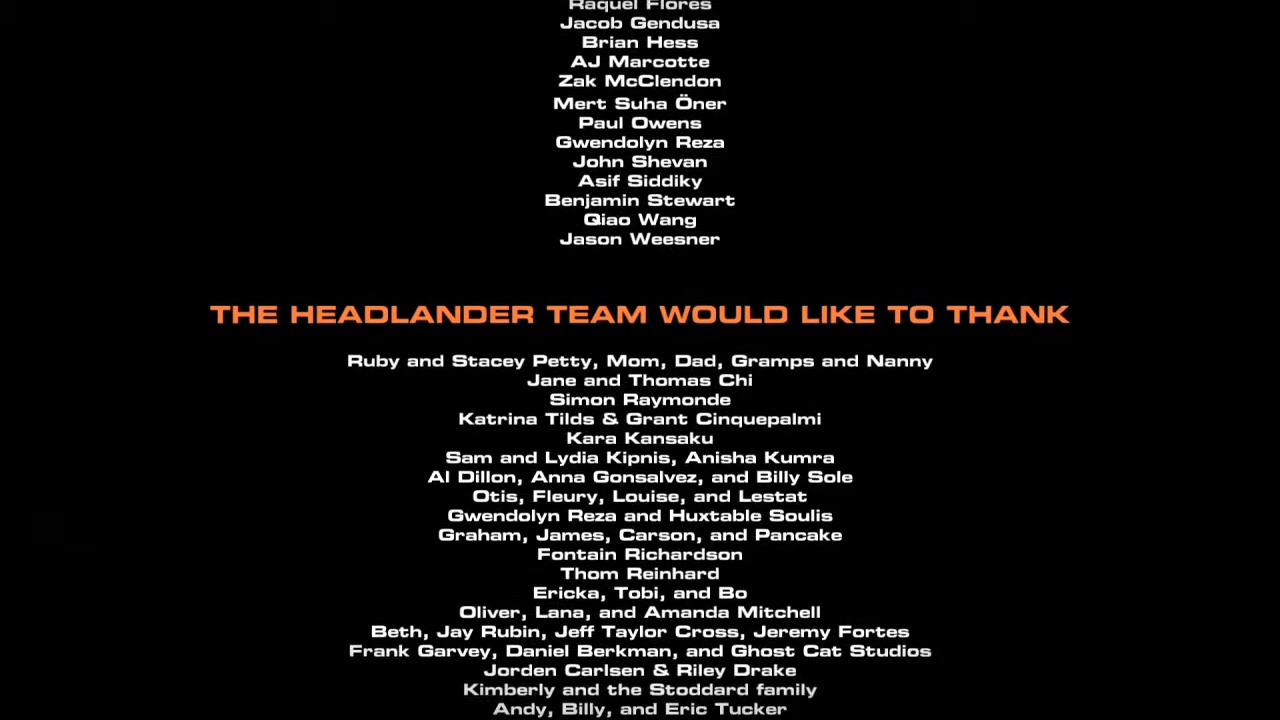 Raquel Flores
Jacob Gendusa
Brian Hess
AJ Marcotte
Zak McClendon
Mert Suha Öner
Paul Owens
Gwendolyn Reza
John Shevan
Asif Siddiky
Benjamin Stewart
Qiao Wang
Jason Weesner
THE HEADLANDER TEAM WOULD LIKE TO THANK
Ruby and Stacey Petty, Mom, Dad, Gramps and Nanny
Jane and Thomas Chi
Simon Raymonde
Katrina Tilds & Grant Cinquepalmi
Kara Kansaku
Sam and Lydia Kipnis, Anisha Kumra
Al Dillon, Anna Gonsalvez, and Billy Sole
Otis, Fleury, Louise, and Lestat
Gwendolyn Reza and Huxtable Soulis
Graham, James, Carson, and Pancake
Fontain Richardson
Thom Reinhard
Ericka, Tobi, and Bo
Oliver, Lana, and Amanda Mitchell
Beth, Jay Rubin, Jeff Taylor Cross, Jeremy Fortes
Frank Garvey, Daniel Berkman, and Ghost Cat Studios
Jorden Carlsen & Riley Drake
Kimberly and the Stoddard family
Andy, Billy, and Eric Tucker